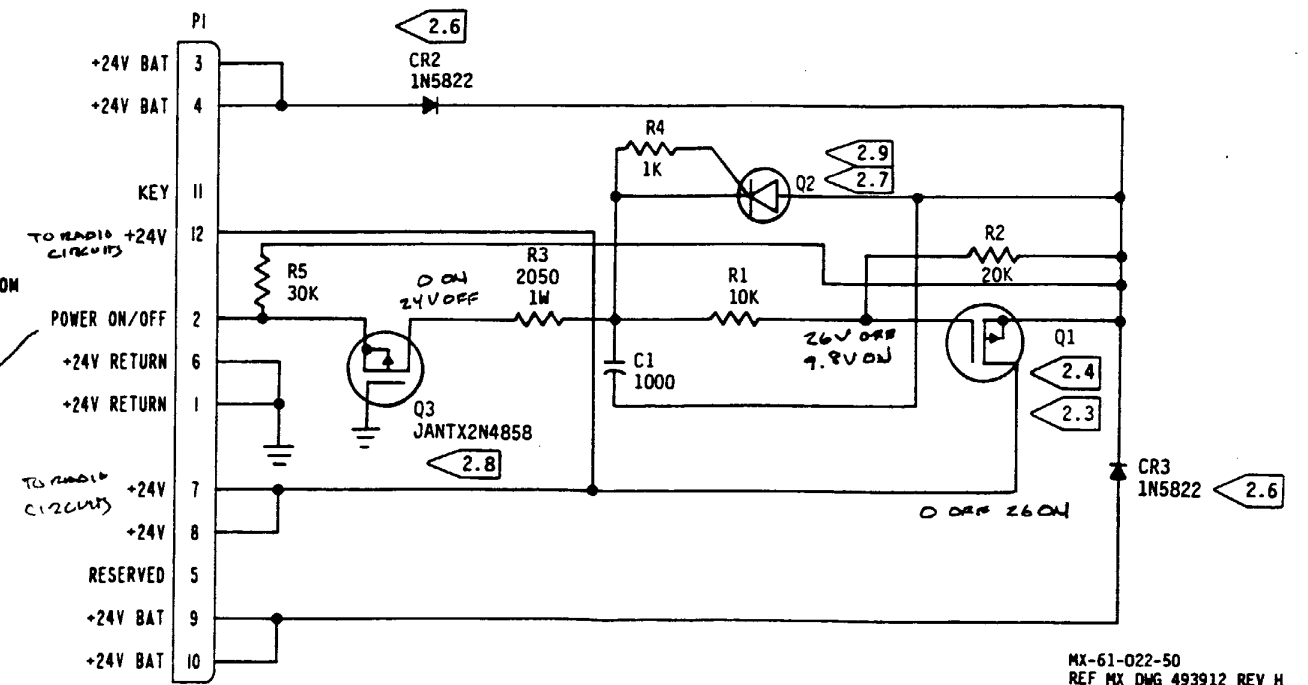 P1
2.6
+24V BAT 3
CR2
1N5822
+24V BAT 4
R4
1K
2.9
2.7
Q2
KEY 11
TO RADIO +24V 12
CIRCUITS
OM
R5
30K
0 ON
24V OFF
R3
2050
1W
R1
10K
R2
20K
POWER ON/OFF 2
26V OFF
9.8V ON
Q1
+24V RETURN 6
C1
1000
2.4
+24V RETURN 1
Q3
JANTX2N4858
2.3
2.8
TO RADIO +24V 7
CIRCUITS
CR3
1N5822
2.6
0 OFF 26 ON
+24V 8
RESERVED 5
+24V BAT 9
+24V BAT 10
MX-61-022-50
REF MX DWG 493912 REV H